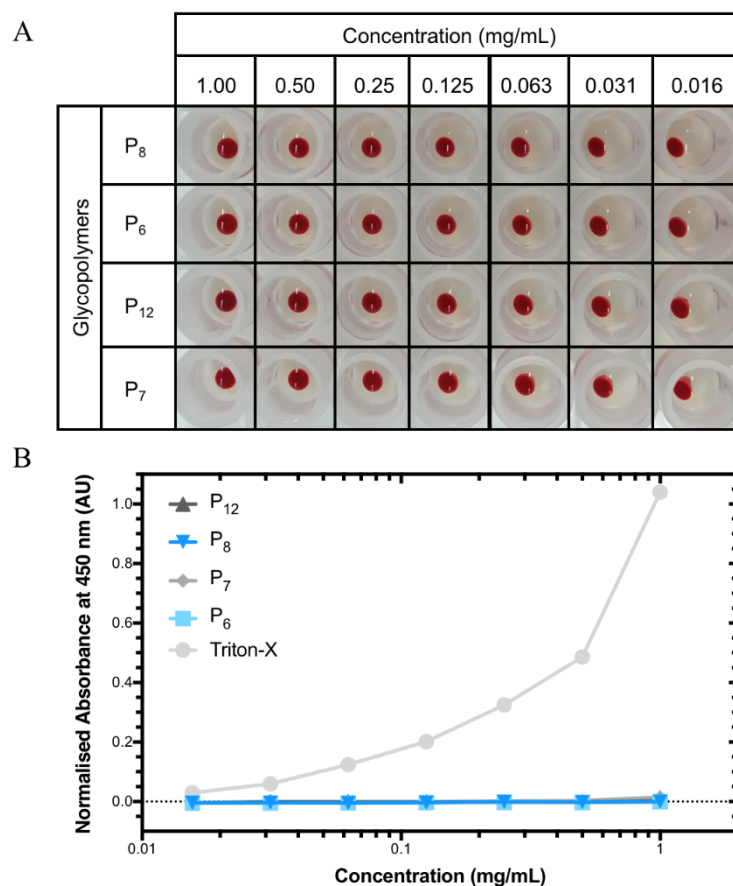 A
Concentration (mg/mL)
1.00 0.50 0.25 0.125 0.063 0.031 0.016
Glycopolymers
P8
P6
P12
P7
B
Normalised Absorbance at 450 nm (AU)
1.0
0.8
0.6
0.4
0.2
0.0
P12
P8
P7
P6
Triton-X
0.01 0.1 1
Concentration (mg/mL)